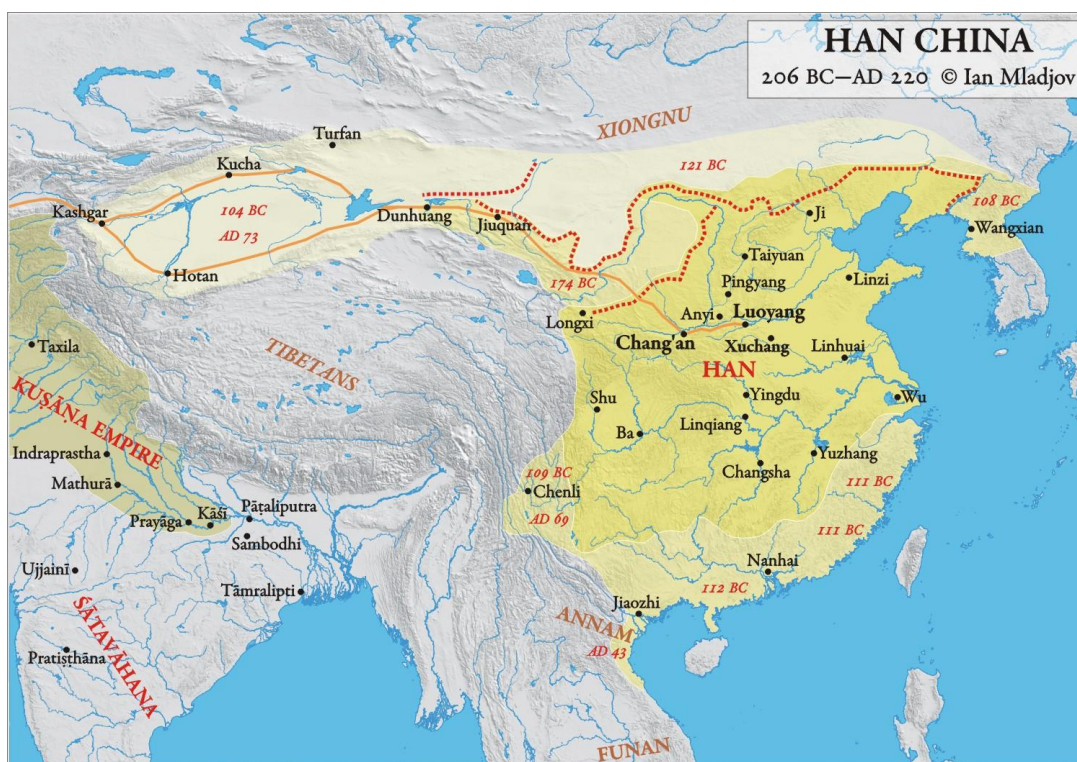 HAN CHINA
206 BC—AD 220 © Ian Mladjov
XIONGNU
Turfan
Kucha
121 BC
Kashgar
104 BC
Dunhuang
Jiuquan
Ji
108 BC
AD 73
Wangxian
Hotan
Taiyuan
174 BC
Pingyang
Linzi
Longxi
Anyi
Luoyang
Chang'an
Xuchang
Linhuai
Taxila
TIBETANS
HAN
KUṢĀṆA EMPIRE
Shu
Yingdu
Wu
Ba
Linqiang
Indraprastha
Changsha
Yuzhang
Mathurā
109 BC
Chenli
111 BC
Prayāga
Kāśī
Pāṭaliputra
AD 69
111 BC
Sambodhi
Ujjainī
Nanhai
Tāmralipti
112 BC
Jiaozhi
ŚĀTAVĀHANA
ANNAM
AD 43
Pratiṣṭhāna
FUNAN